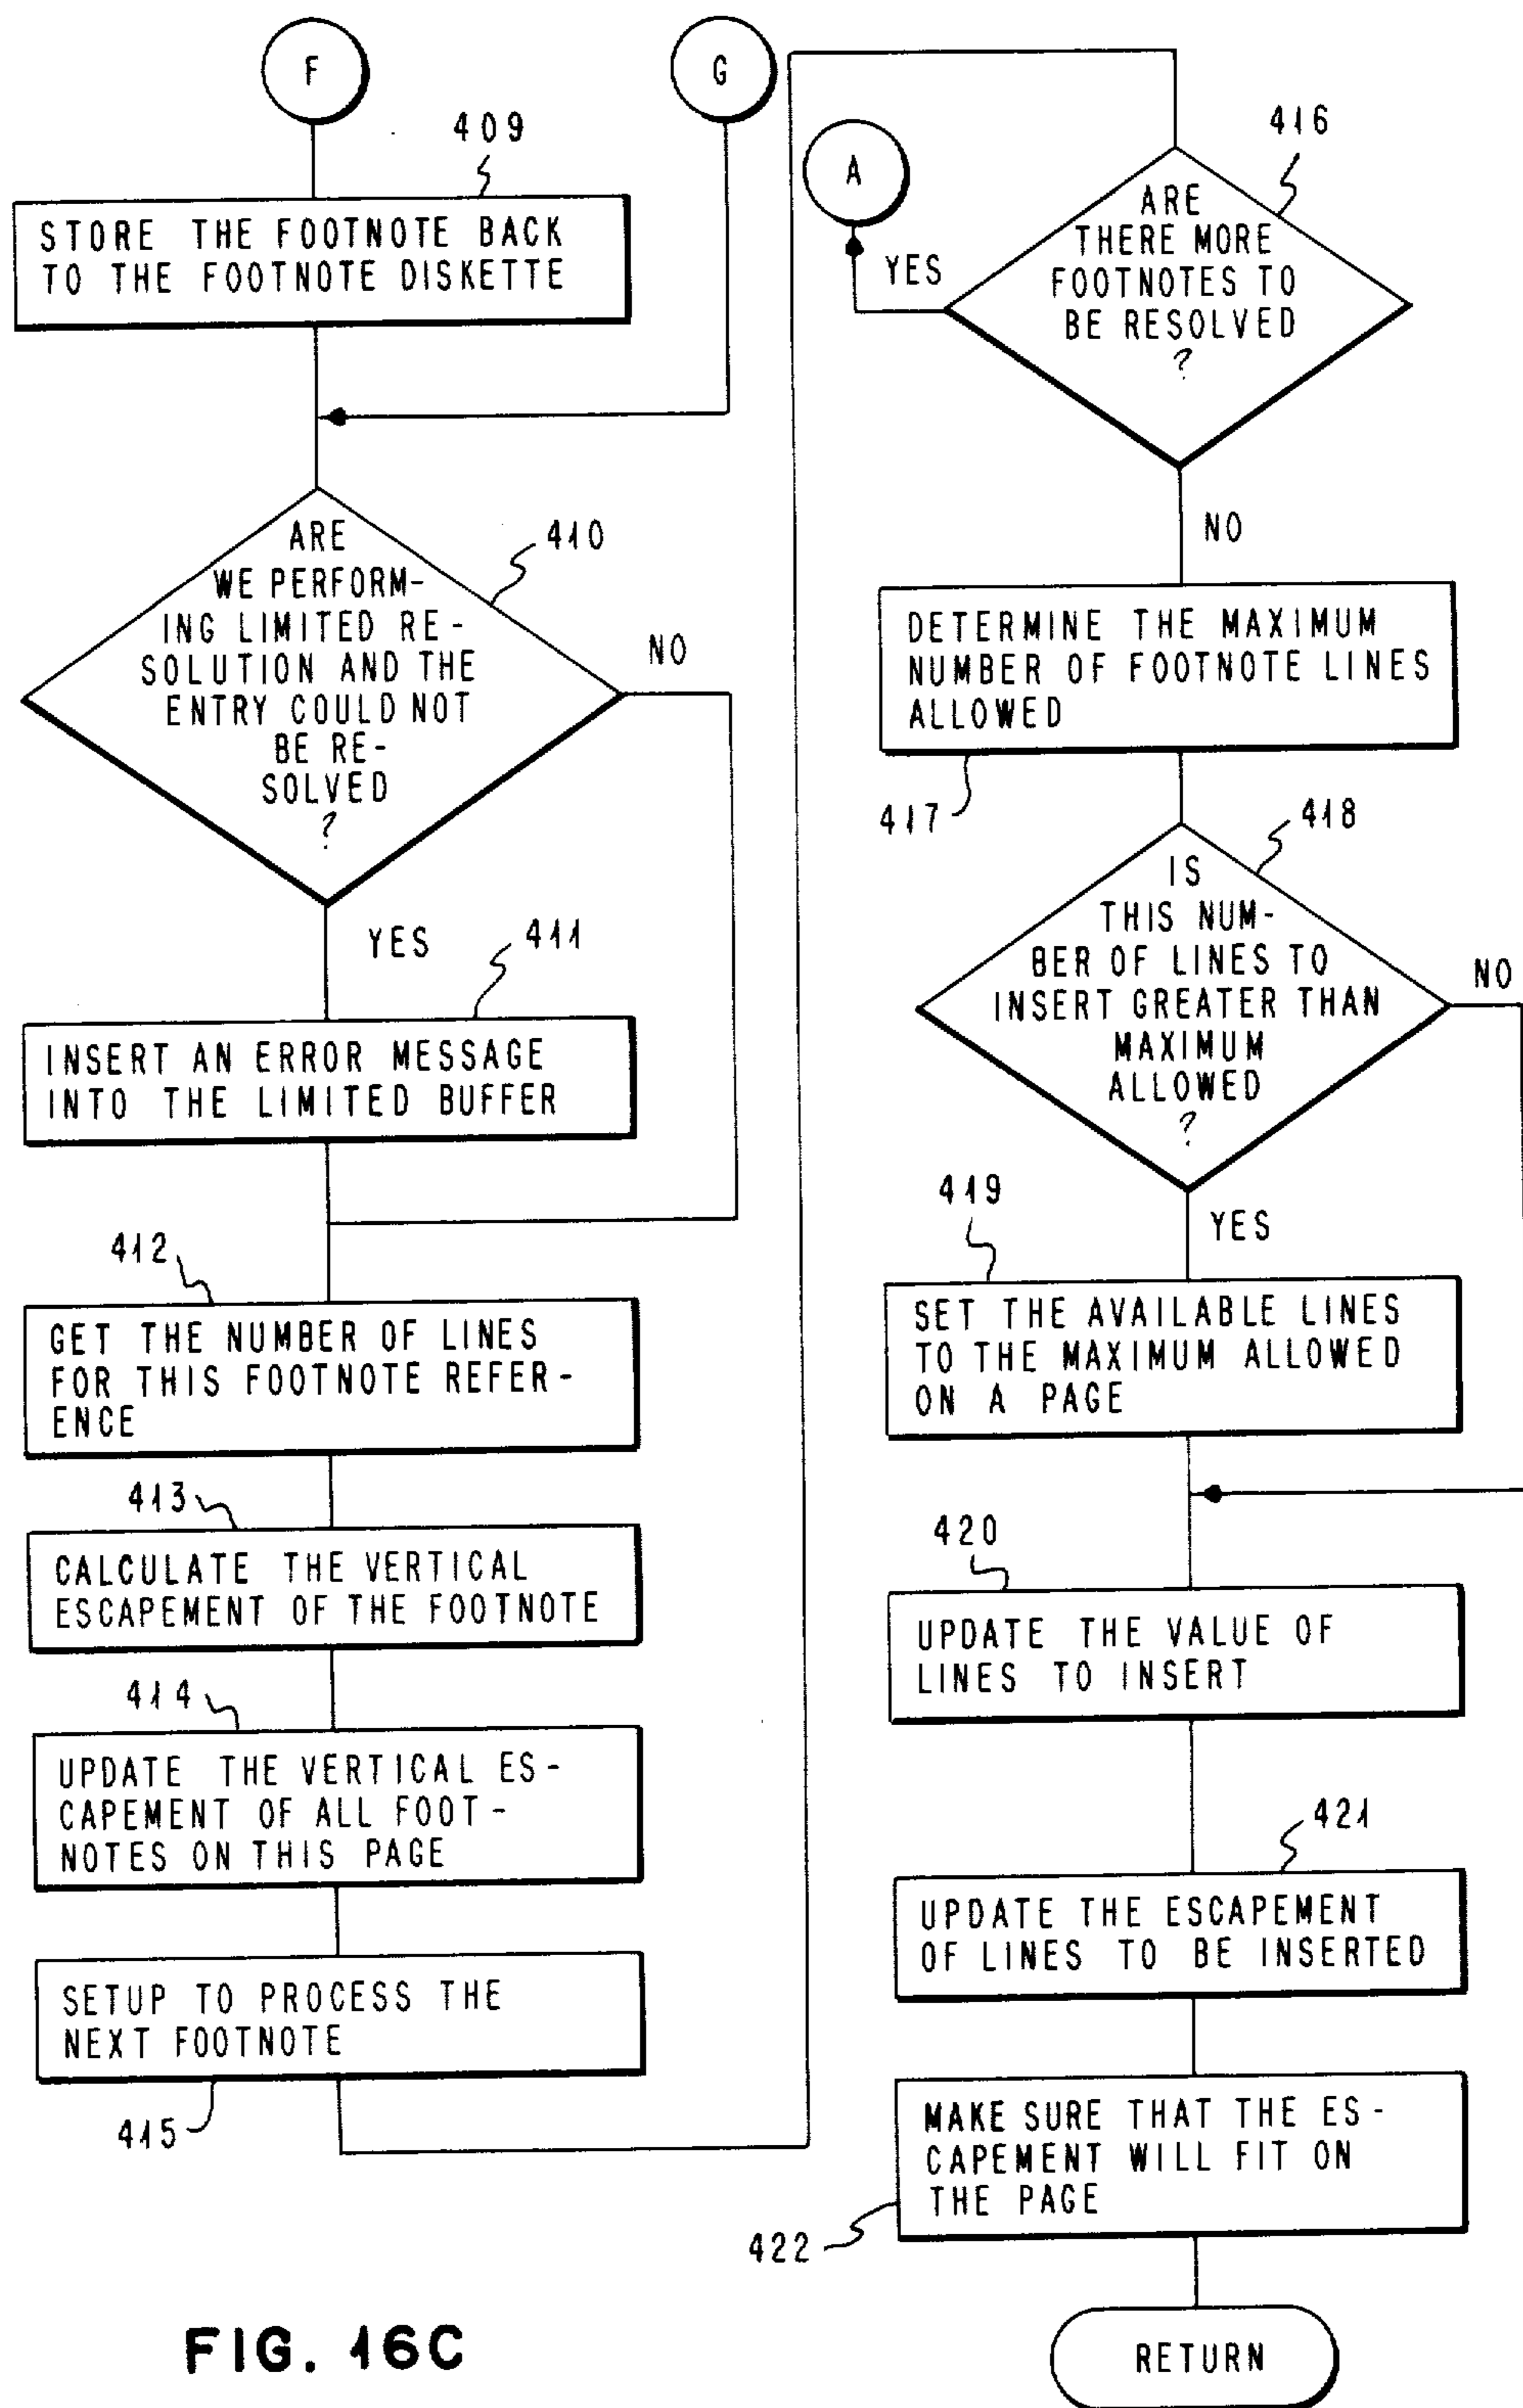 F
409
STORE THE FOOTNOTE BACK
TO THE FOOTNOTE DISKETTE
G
ARE
WE PERFORM-
ING LIMITED RE-
SOLUTION AND THE
ENTRY COULD NOT
BE RE-
SOLVED
?
410
NO
YES
411
INSERT AN ERROR MESSAGE
INTO THE LIMITED BUFFER
412
GET THE NUMBER OF LINES
FOR THIS FOOTNOTE REFER-
ENCE
413
CALCULATE THE VERTICAL
ESCAPEMENT OF THE FOOTNOTE
414
UPDATE THE VERTICAL ES-
CAPEMENT OF ALL FOOT-
NOTES ON THIS PAGE
SETUP TO PROCESS THE
NEXT FOOTNOTE
415
A
YES
416
ARE
THERE MORE
FOOTNOTES TO
BE RESOLVED
?
NO
DETERMINE THE MAXIMUM
NUMBER OF FOOTNOTE LINES
ALLOWED
417
418
IS
THIS NUM-
BER OF LINES TO
INSERT GREATER THAN
MAXIMUM
ALLOWED
?
NO
YES
419
SET THE AVAILABLE LINES
TO THE MAXIMUM ALLOWED
ON A PAGE
420
UPDATE THE VALUE OF
LINES TO INSERT
421
UPDATE THE ESCAPEMENT
OF LINES TO BE INSERTED
MAKE SURE THAT THE ES-
CAPEMENT WILL FIT ON
THE PAGE
422
RETURN
FIG. 16C